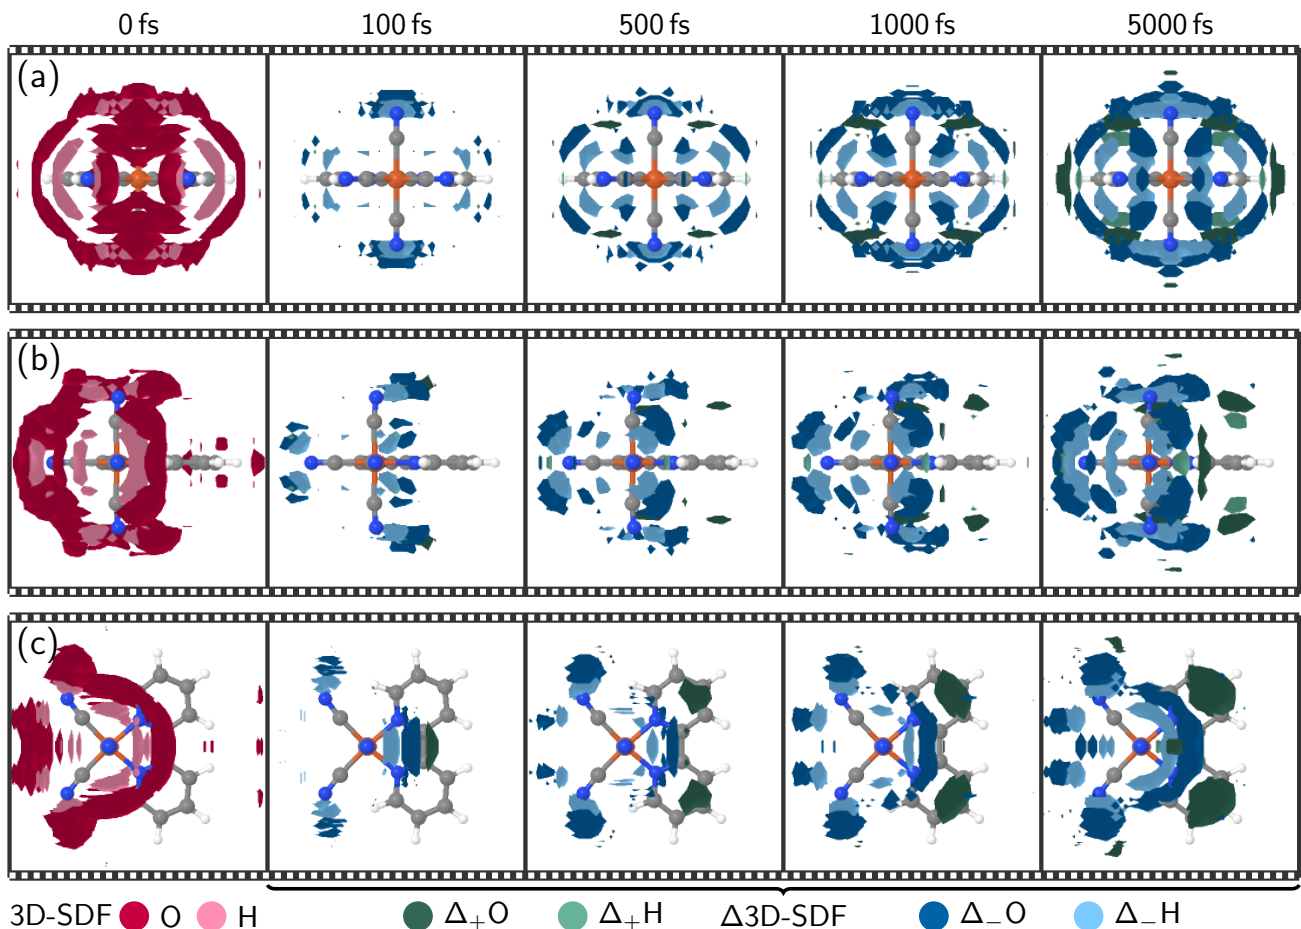 0 fs 100 fs 500 fs 1000 fs 5000 fs
(a)
(b)
(c)
3D-SDF O H Δ₊O Δ₊H Δ3D-SDF Δ₋O Δ₋H